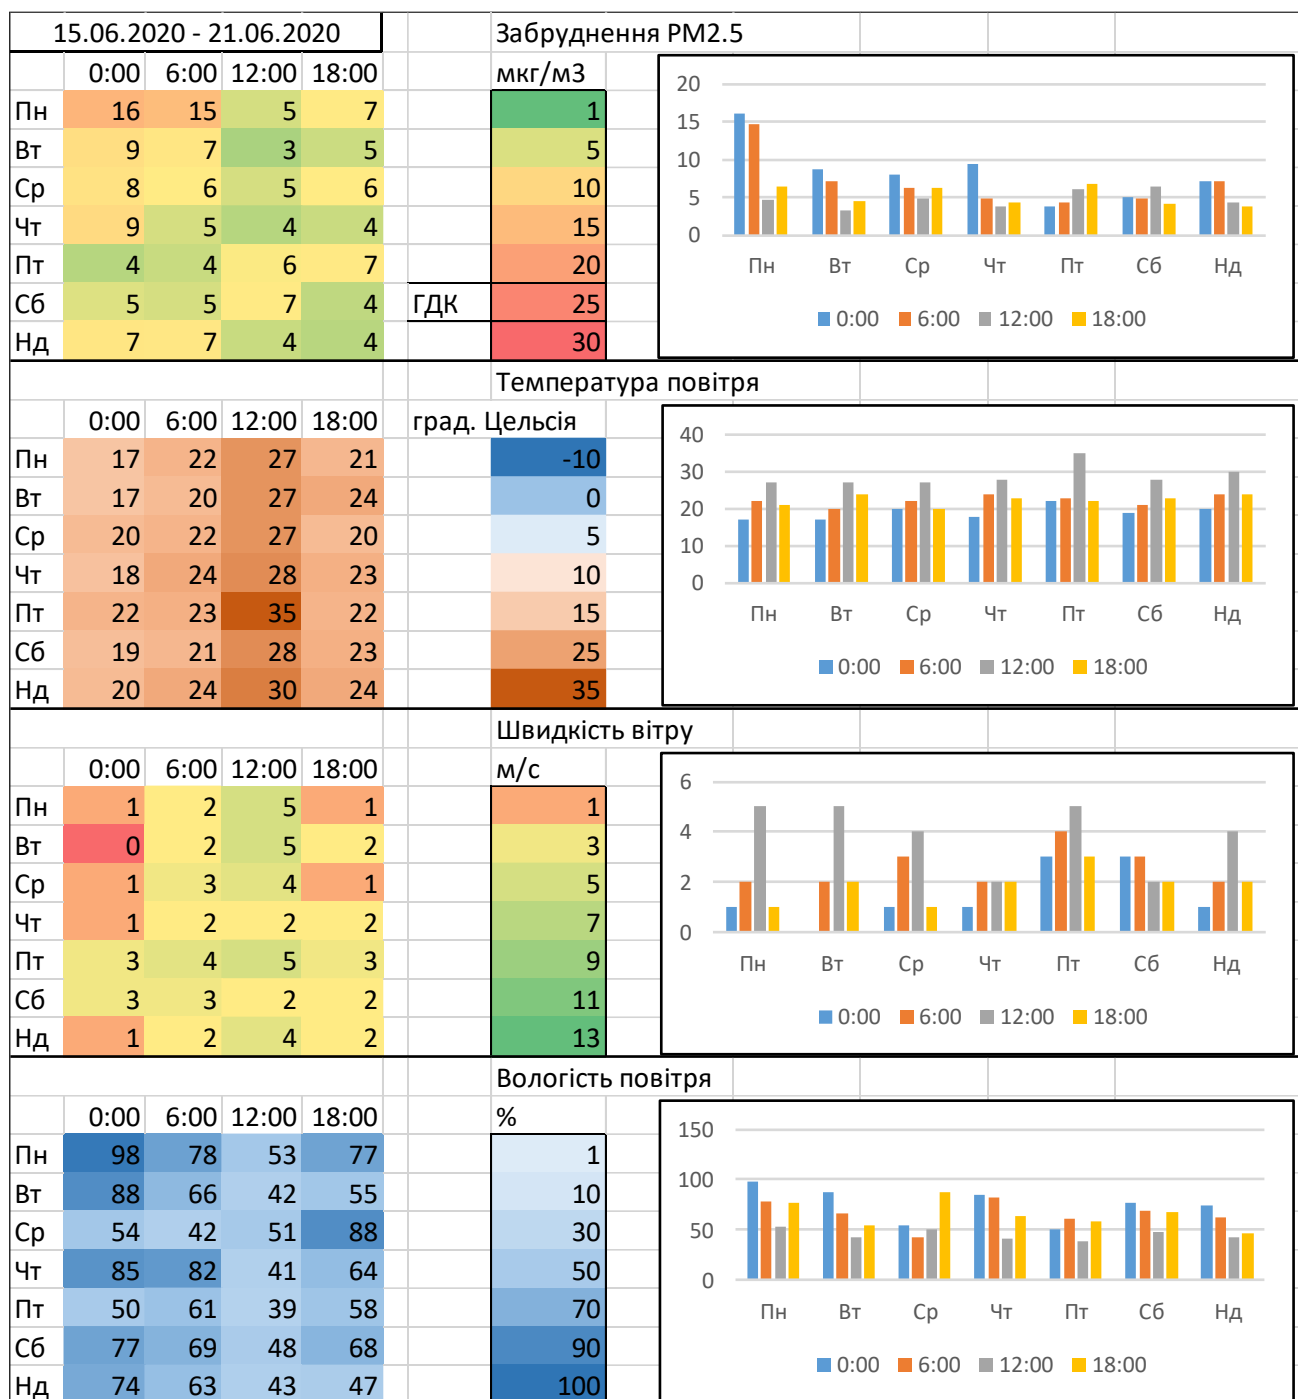 15.06.2020 - 21.06.2020 Забруднення PM2.5
0:00 6:00 12:00 18:00 мкг/м3
Пн 16 15 5 7 1
Вт 9 7 3 5 5
Ср 8 6 5 6 10
Чт 9 5 4 4 15
Пт 4 4 6 7 20
Сб 5 5 7 4 ГДК 25
Нд 7 7 4 4 30
20
15
10
5
0
Пн Вт Ср Чт Пт Сб Нд
0:00 6:00 12:00 18:00
Температура повітря
0:00 6:00 12:00 18:00 град. Цельсія
Пн 17 22 27 21 -10
Вт 17 20 27 24 0
Ср 20 22 27 20 5
Чт 18 24 28 23 10
Пт 22 23 35 22 15
Сб 19 21 28 23 25
Нд 20 24 30 24 35
40
30
20
10
0
Пн Вт Ср Чт Пт Сб Нд
0:00 6:00 12:00 18:00
Швидкість вітру
0:00 6:00 12:00 18:00 м/с
Пн 1 2 5 1 1
Вт 0 2 5 2 3
Ср 1 3 4 1 5
Чт 1 2 2 2 7
Пт 3 4 5 3 9
Сб 3 3 2 2 11
Нд 1 2 4 2 13
6
4
2
0
Пн Вт Ср Чт Пт Сб Нд
0:00 6:00 12:00 18:00
Вологість повітря
0:00 6:00 12:00 18:00 %
Пн 98 78 53 77 1
Вт 88 66 42 55 10
Ср 54 42 51 88 30
Чт 85 82 41 64 50
Пт 50 61 39 58 70
Сб 77 69 48 68 90
Нд 74 63 43 47 100
150
100
50
0
Пн Вт Ср Чт Пт Сб Нд
0:00 6:00 12:00 18:00